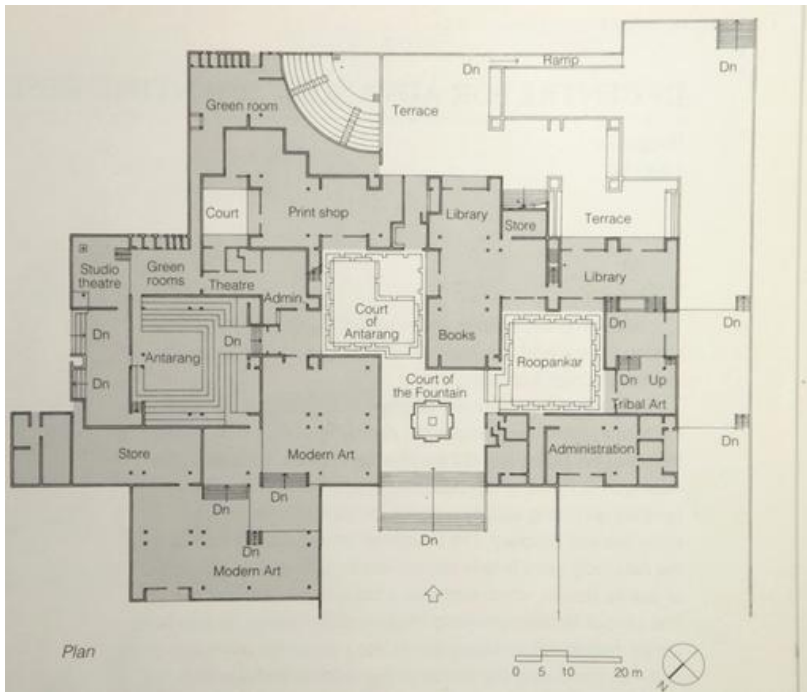 Ramp
Dn
Dn
Green room
Terrace
Court
Print shop
Library
Store
Terrace
Studio
theatre
Green
rooms
Theatre
Admin.
Library
Court
of
Antarang
Dn
Dn
Antarang
Dn
Books
Roopankar
Dn
Dn
Dn
Court of
the Fountain
Dn Up
Tribal Art
Dn
Store
Modern Art
Administration
Dn
Dn
Dn
Modern Art
Dn
Plan
0 5 10 20 m
N